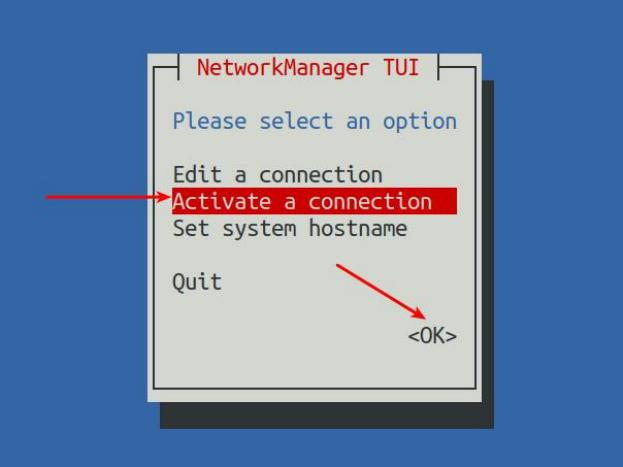 NetworkManager TUI
Please select an option
Edit a connection
Activate a connection
Set system hostname
Quit
<OK>